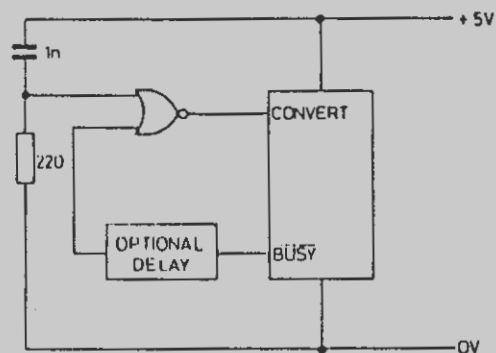 + 5V
1n
CONVERT
220
OPTIONAL
DELAY
BUSY
0V